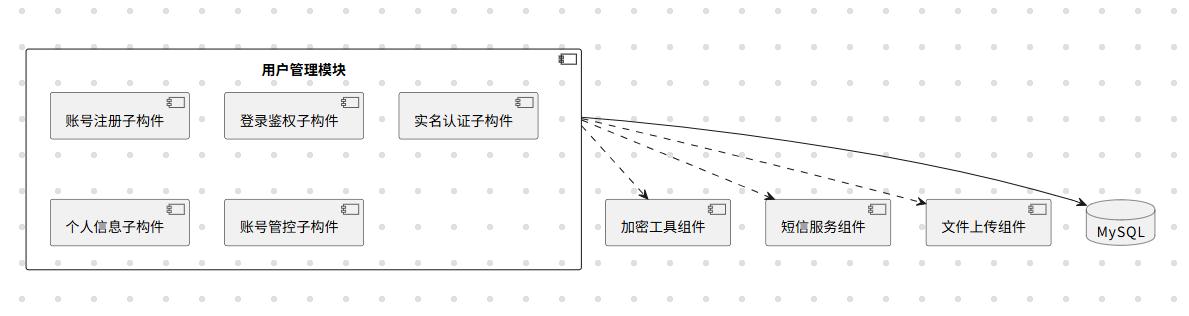 用户管理模块
账号注册子构件
登录鉴权子构件
实名认证子构件
个人信息子构件
账号管控子构件
加密工具组件
短信服务组件
文件上传组件
MySQL